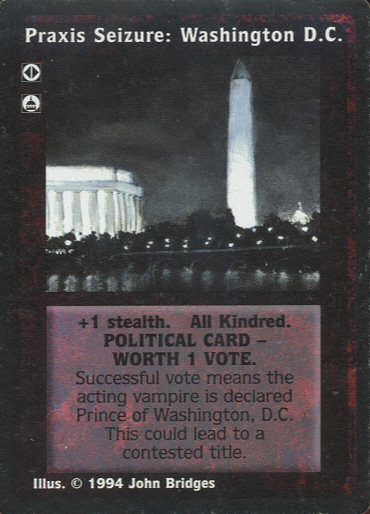 Praxis Seizure: Washington D.C.
+1 stealth. All Kindred.
POLITICAL CARD –
WORTH 1 VOTE.
Successful vote means the
acting vampire is declared
Prince of Washington, D.C.
This could lead to a
contested title.
Illus. © 1994 John Bridges